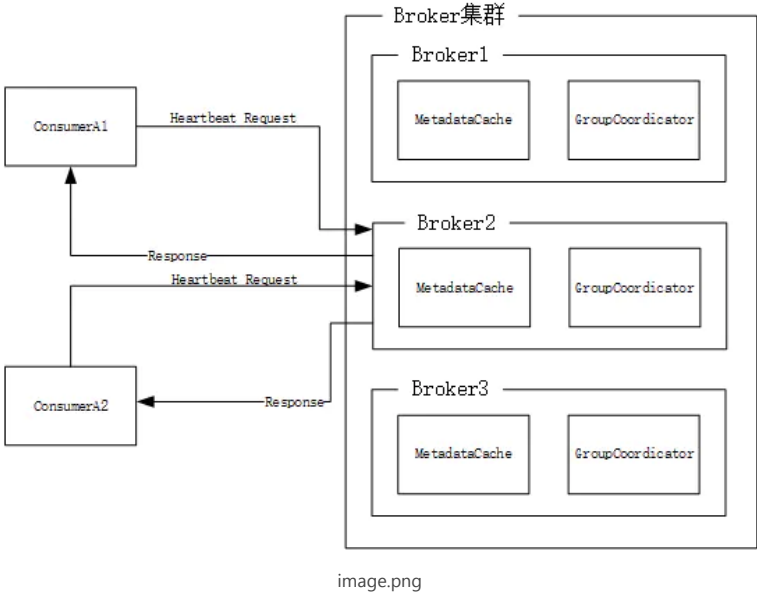 Broker集群
Broker1
MetadataCache
GroupCoordicator
ConsumerA1
Heartbeat Request
Response
Broker2
MetadataCache
GroupCoordicator
Heartbeat Request
ConsumerA2
Response
Broker3
MetadataCache
GroupCoordicator
image.png